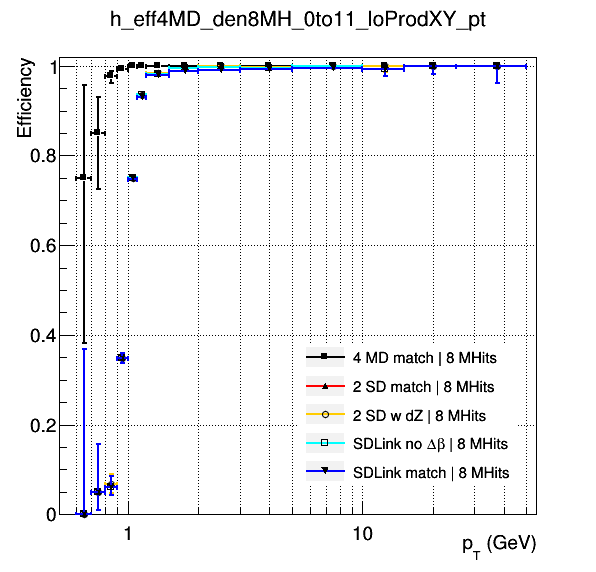 h_eff4MD_den8MH_0to11_loProdXY_pt
Efficiency
1
0.8
0.6
0.4
0.2
0
4 MD match | 8 MHits
2 SD match | 8 MHits
2 SD w dZ | 8 MHits
SDLink no Δβ | 8 MHits
SDLink match | 8 MHits
1
10
p_T (GeV)